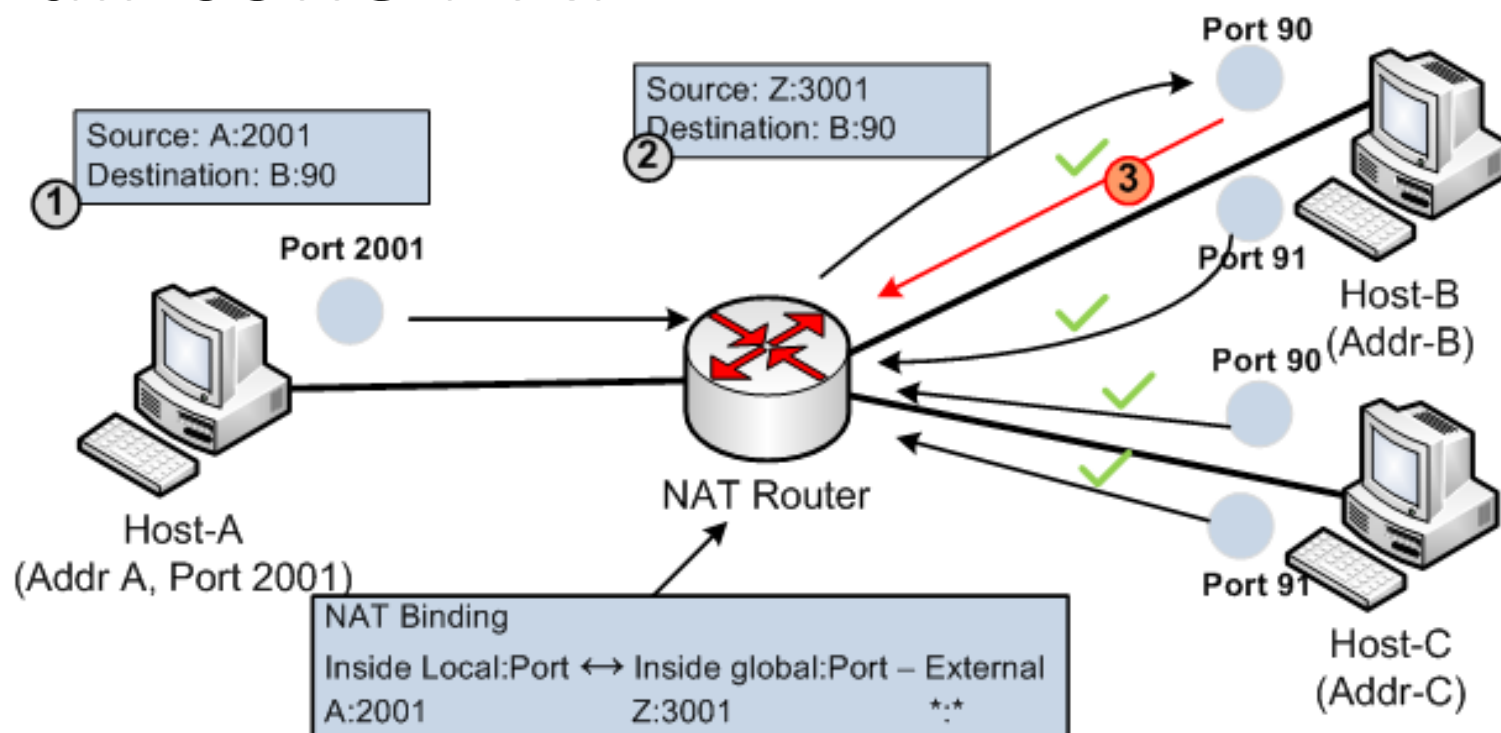 Port 90
Source: Z:3001
Destination: B:90
2
Source: A:2001
Destination: B:90
1
3
Port 2001
Port 91
Host-B
(Addr-B)
Port 90
NAT Router
Host-A
(Addr A, Port 2001)
Port 91
Host-C
(Addr-C)
NAT Binding
Inside Local:Port ↔ Inside global:Port – External
A:2001 Z:3001 *:*